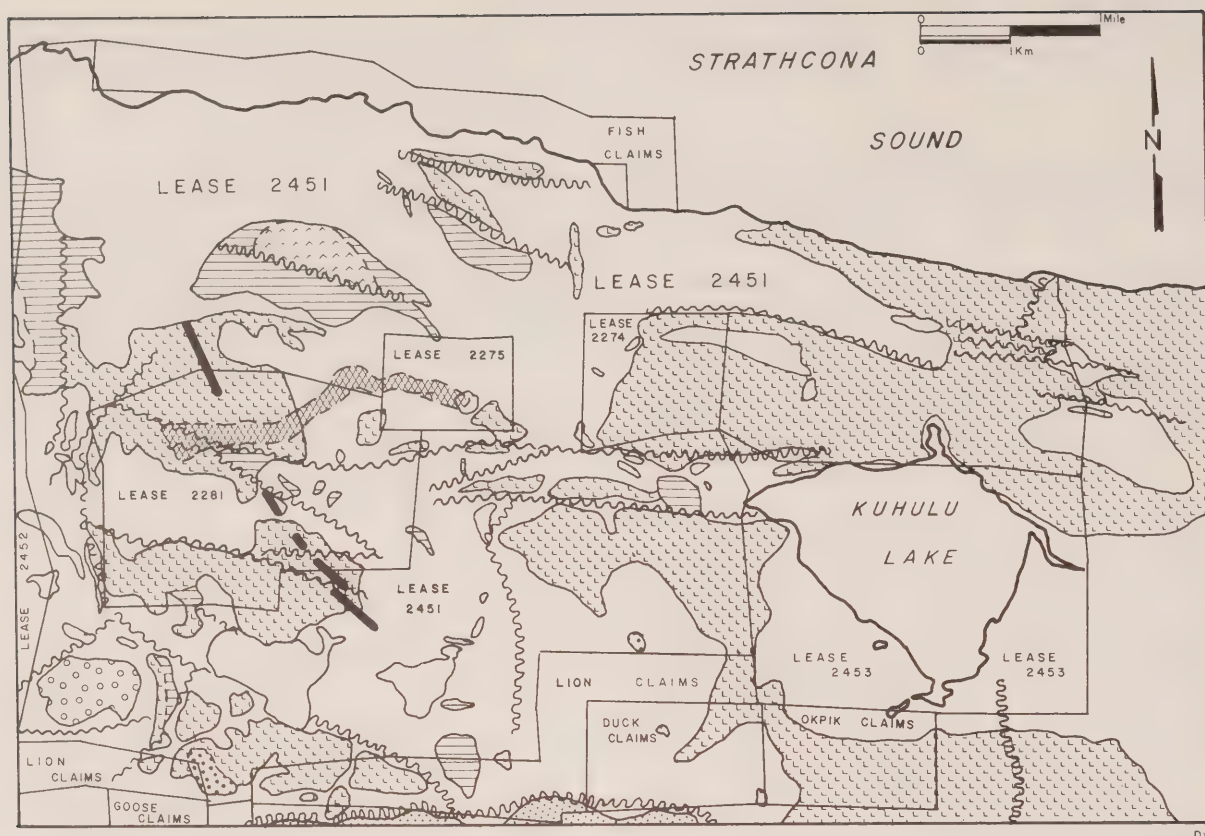 0 1 Mile
0 1 Km
STRATHCONA
SOUND
N
FISH
CLAIMS
LEASE 2451
LEASE 2451
LEASE
2274
LEASE 2275
LEASE 2281
KUHULU
LAKE
LEASE 2452
LEASE
2451
LEASE
2453
LEASE
2453
LION CLAIMS
DUCK
CLAIMS
OKPIK CLAIMS
LION
CLAIMS
GOOSE
CLAIMS